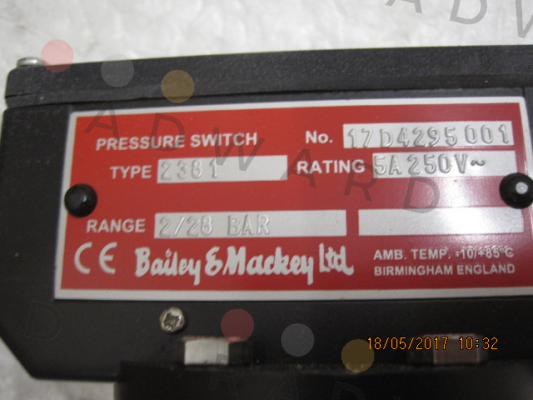 PRESSURE SWITCH No. 17D4295001
TYPE 2381 RATING 5A 250V~
RANGE 2/28 BAR
CE Bailey & Mackey Ltd AMB. TEMP. -10/+85°C
BIRMINGHAM ENGLAND
18/05/2017 10:32
ADWARD